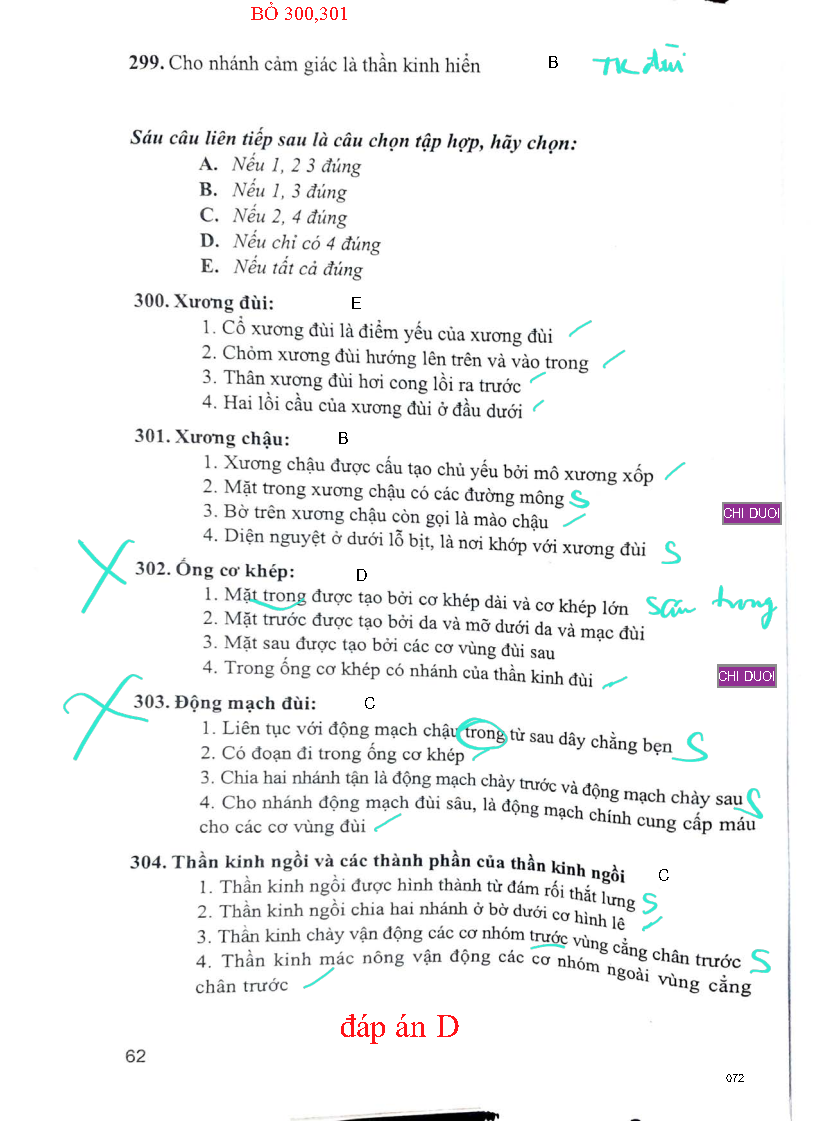 BỎ 300,301
299. Cho nhánh cảm giác là thần kinh hiển B TK đùi
Sáu câu liên tiếp sau là câu chọn tập hợp, hãy chọn:
A. Nếu 1, 2 3 đúng
B. Nếu 1, 3 đúng
C. Nếu 2, 4 đúng
D. Nếu chỉ có 4 đúng
E. Nếu tất cả đúng
300. Xương đùi: E
1. Cổ xương đùi là điểm yếu của xương đùi
2. Chỏm xương đùi hướng lên trên và vào trong
3. Thân xương đùi hơi cong lồi ra trước
4. Hai lồi cầu của xương đùi ở đầu dưới
301. Xương chậu: B
1. Xương chậu được cấu tạo chủ yếu bởi mô xương xốp
2. Mặt trong xương chậu có các đường mông S
3. Bờ trên xương chậu còn gọi là mào chậu CHI DUOI
4. Diện nguyệt ở dưới lỗ bịt, là nơi khớp với xương đùi S
302. Ống cơ khép: D
1. Mặt trong được tạo bởi cơ khép dài và cơ khép lớn sau trong
2. Mặt trước được tạo bởi da và mỡ dưới da và mạc đùi
3. Mặt sau được tạo bởi các cơ vùng đùi sau
4. Trong ống cơ khép có nhánh của thần kinh đùi CHI DUOI
303. Động mạch đùi: C
1. Liên tục với động mạch chậu trong từ sau dây chằng bẹn S
2. Có đoạn đi trong ống cơ khép
3. Chia hai nhánh tận là động mạch chày trước và động mạch chày sau S
4. Cho nhánh động mạch đùi sâu, là động mạch chính cung cấp máu
cho các cơ vùng đùi
304. Thần kinh ngồi và các thành phần của thần kinh ngồi C
1. Thần kinh ngồi được hình thành từ đám rối thắt lưng S
2. Thần kinh ngồi chia hai nhánh ở bờ dưới cơ hình lê
3. Thần kinh chày vận động các cơ nhóm trước vùng cẳng chân trước S
4. Thần kinh mác nông vận động các cơ nhóm ngoài vùng cẳng
chân trước
đáp án D
62
072